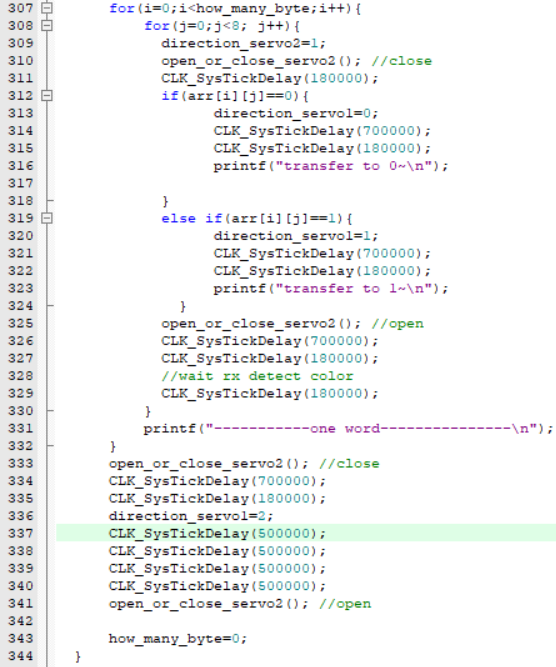 307 for(i=0;i<how_many_byte;i++){
308 for(j=0;j<8; j++){
309 direction_servo2=1;
310 open_or_close_servo2(); //close
311 CLK_SysTickDelay(180000);
312 if(arr[i][j]==0){
313 direction_servo1=0;
314 CLK_SysTickDelay(700000);
315 CLK_SysTickDelay(180000);
316 printf("transfer to 0~\n");
317
318 }
319 else if(arr[i][j]==1){
320 direction_servo1=1;
321 CLK_SysTickDelay(700000);
322 CLK_SysTickDelay(180000);
323 printf("transfer to 1~\n");
324 }
325 open_or_close_servo2(); //open
326 CLK_SysTickDelay(700000);
327 CLK_SysTickDelay(180000);
328 //wait rx detect color
329 CLK_SysTickDelay(180000);
330 }
331 printf("-----------one word---------------\n");
332 }
333 open_or_close_servo2(); //close
334 CLK_SysTickDelay(700000);
335 CLK_SysTickDelay(180000);
336 direction_servo1=2;
337 CLK_SysTickDelay(500000);
338 CLK_SysTickDelay(500000);
339 CLK_SysTickDelay(500000);
340 CLK_SysTickDelay(500000);
341 open_or_close_servo2(); //open
342
343 how_many_byte=0;
344 }